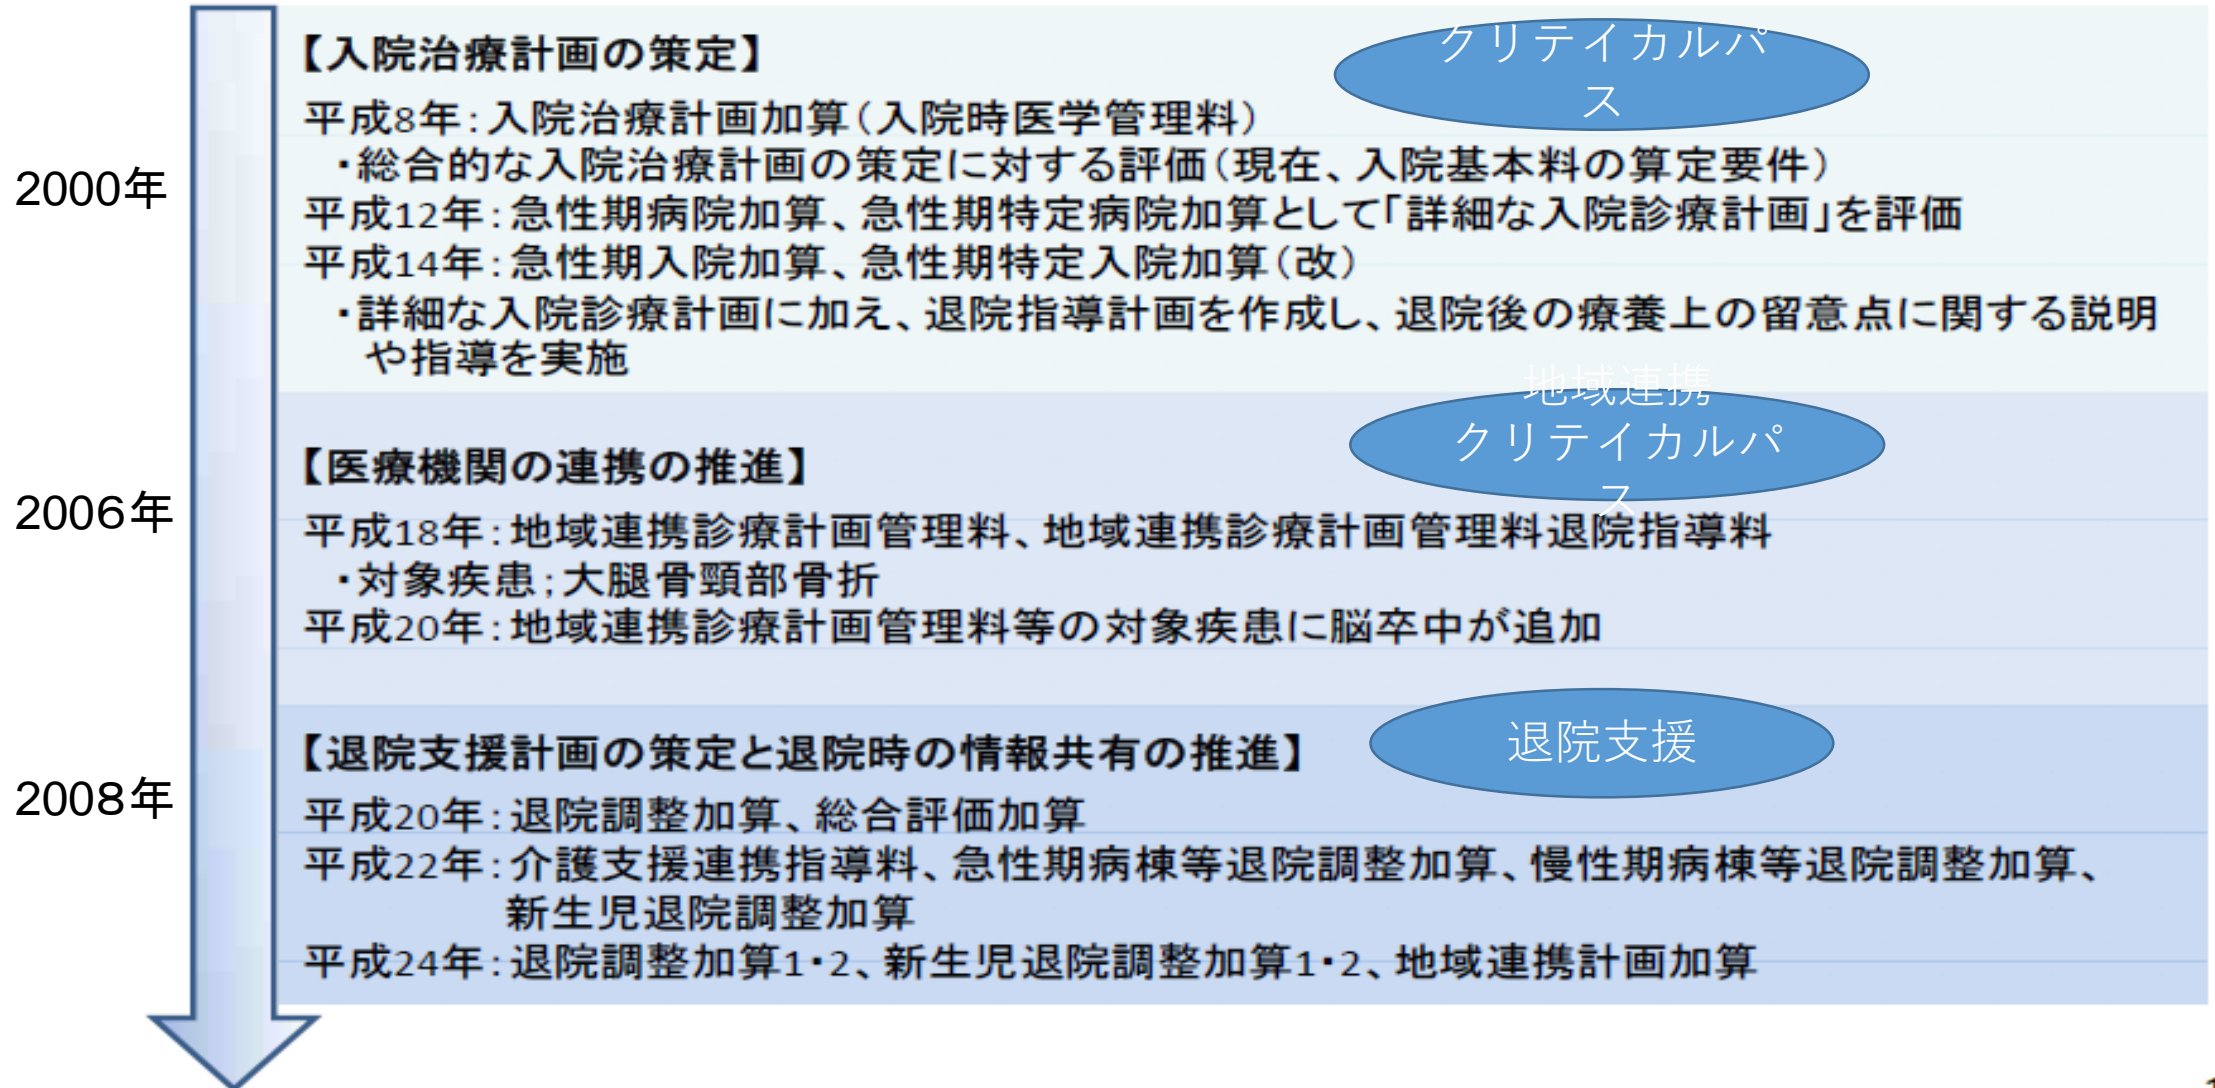 【入院治療計画の策定】
クリテイカルパ
ス
平成8年：入院治療計画加算（入院時医学管理料）
・総合的な入院治療計画の策定に対する評価（現在、入院基本料の算定要件）
2000年
平成12年：急性期病院加算、急性期特定病院加算として「詳細な入院診療計画」を評価
平成14年：急性期入院加算、急性期特定入院加算（改）
・詳細な入院診療計画に加え、退院指導計画を作成し、退院後の療養上の留意点に関する説明
や指導を実施
地域連携
クリテイカルパ
ス
【医療機関の連携の推進】
2006年
平成18年：地域連携診療計画管理料、地域連携診療計画管理料退院指導料
・対象疾患；大腿骨頸部骨折
平成20年：地域連携診療計画管理料等の対象疾患に脳卒中が追加
【退院支援計画の策定と退院時の情報共有の推進】
退院支援
2008年
平成20年：退院調整加算、総合評価加算
平成22年：介護支援連携指導料、急性期病棟等退院調整加算、慢性期病棟等退院調整加算、
新生児退院調整加算
平成24年：退院調整加算1・2、新生児退院調整加算1・2、地域連携計画加算